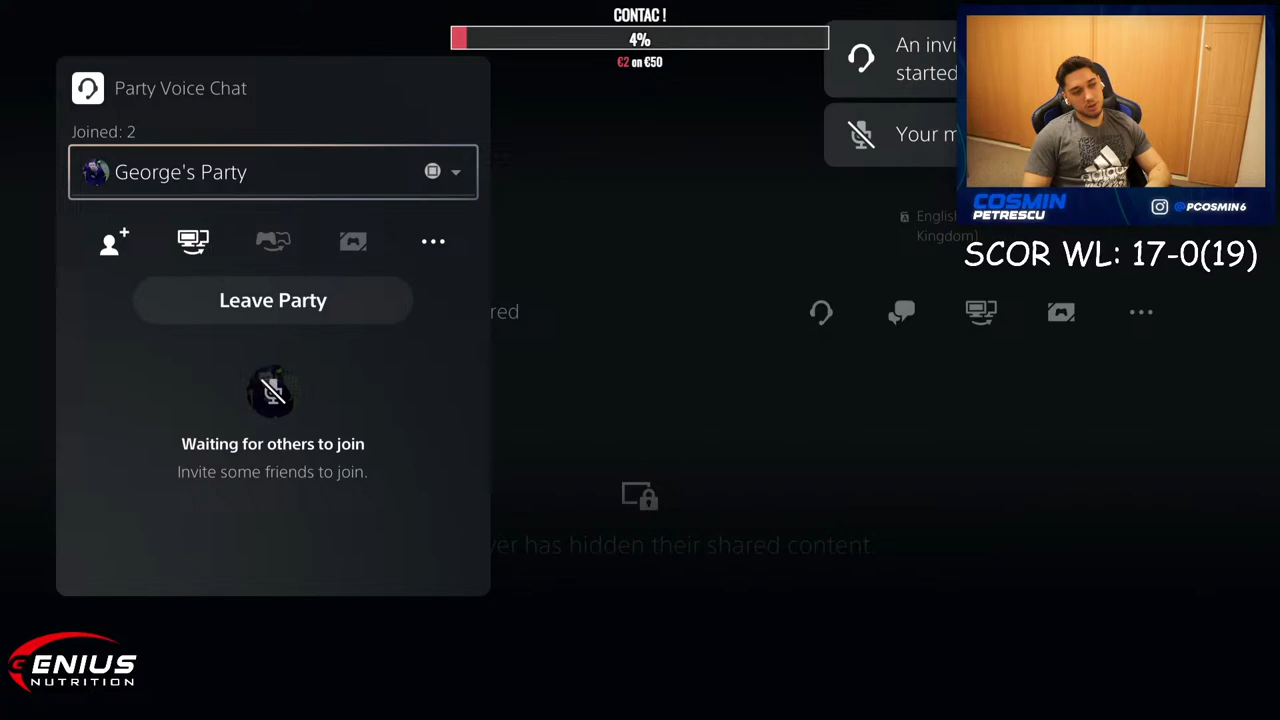 CONTAC !
4%
€2 on €50
Party Voice Chat
Joined: 2
George's Party
Leave Party
Waiting for others to join
Invite some friends to join.
An invi
started
Your m
English
Kingdom)
COSMIN
PETRESCU
@PCOSMIN6
SCOR WL: 17-0(19)
red
yer has hidden their shared content.
GENIUS
NUTRITION